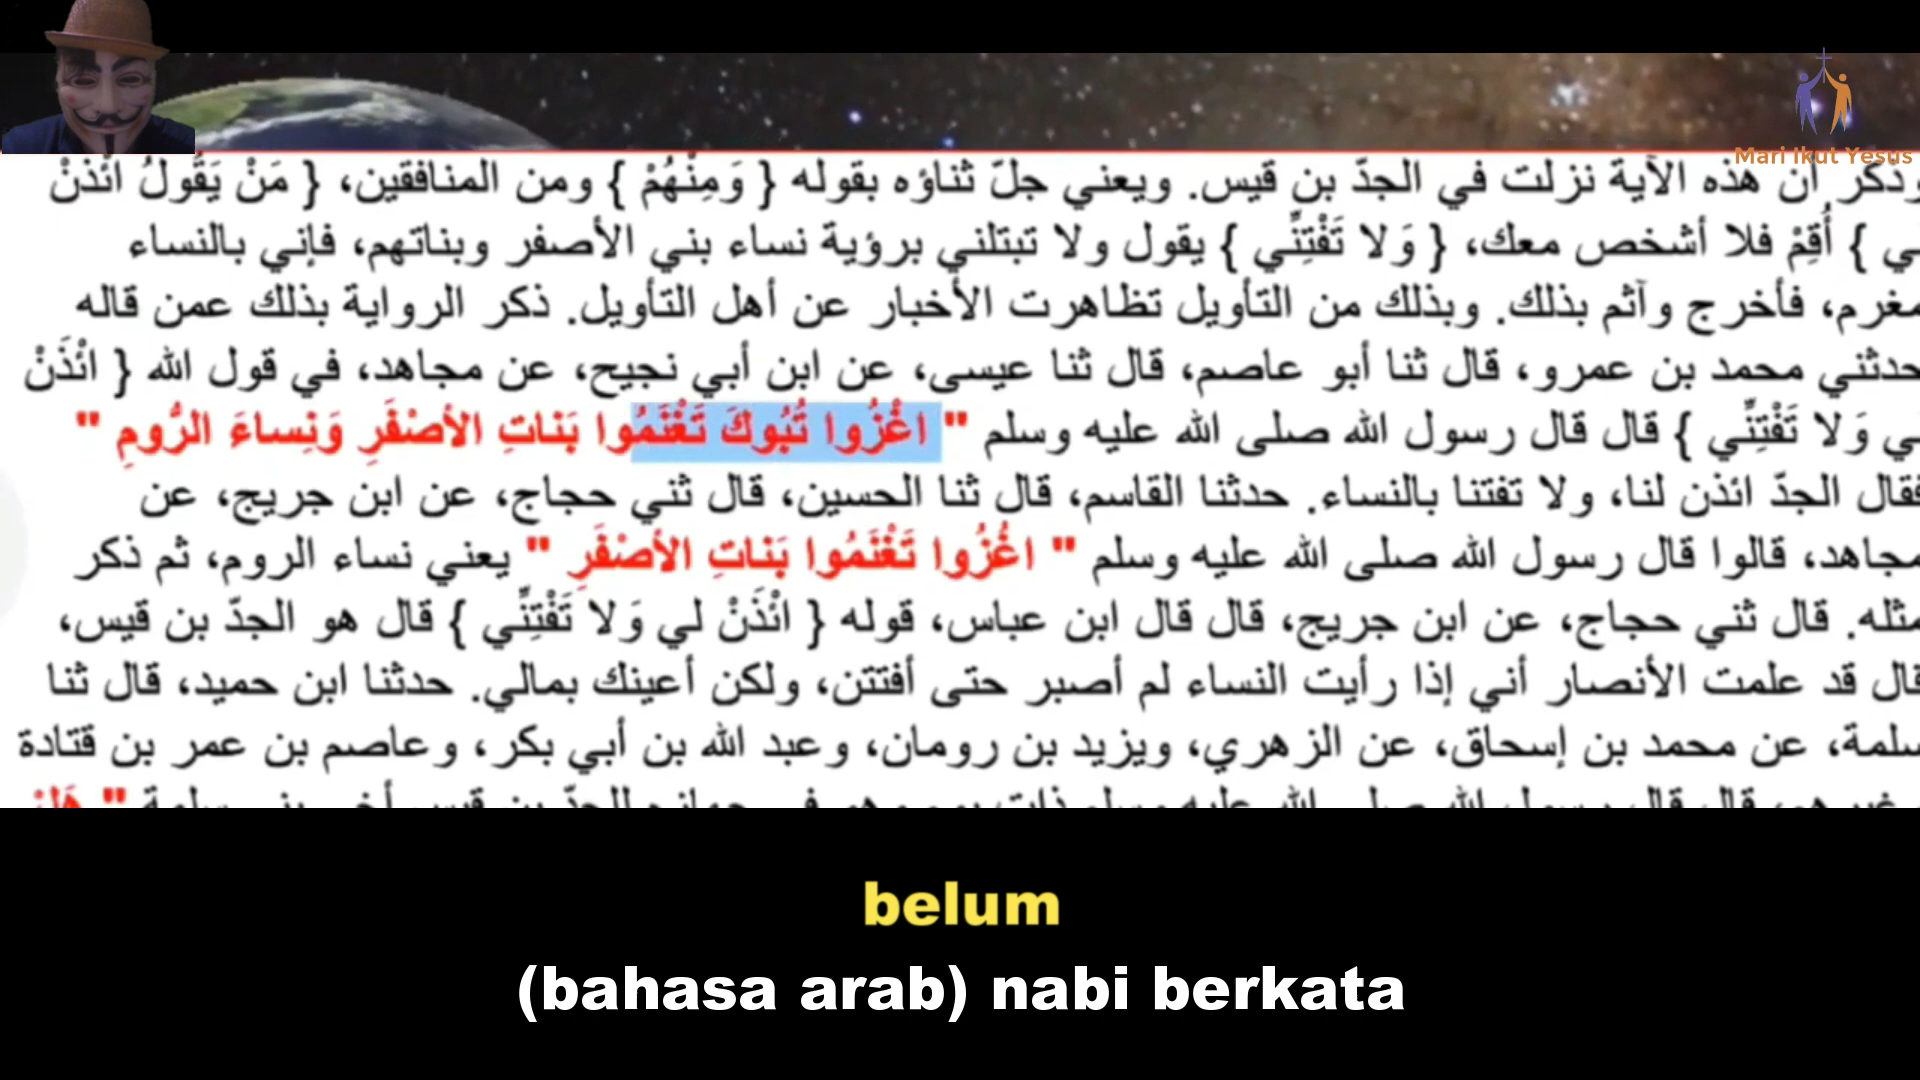 Mari Ikut Yesus
وذكر أن هذه الآية نزلت في الجدّ بن قيس. ويعني جلّ ثناؤه بقوله { وَمِنْهُمْ } ومن المنافقين، { مَنْ يَقُولُ ائْذَنْ
لي } أُقِمْ فلا أشخص معك، { وَلا تَفْتِنِّي } يقول ولا تبتلني برؤية نساء بني الأصفر وبناتهم، فإني بالنساء
مغرم، فأخرج وآثم بذلك. وبذلك من التأويل تظاهرت الأخبار عن أهل التأويل. ذكر الرواية بذلك عمن قاله
حدثني محمد بن عمرو، قال ثنا أبو عاصم، قال ثنا عيسى، عن ابن أبي نجيح، عن مجاهد، في قول الله { ائْذَنْ
لي وَلا تَفْتِنِّي } قال قال رسول الله صلى الله عليه وسلم " اغْزُوا تَبُوكَ تَغْنَمُوا بَناتِ الأصْفَرِ وَنِساءَ الرُّومِ "
فقال الجدّ ائذن لنا، ولا تفتنا بالنساء. حدثنا القاسم، قال ثنا الحسين، قال ثني حجاج، عن ابن جريج، عن
مجاهد، قالوا قال رسول الله صلى الله عليه وسلم " اغْزُوا تَغْنَمُوا بَناتِ الأصْفَرِ " يعني نساء الروم، ثم ذكر
مثله. قال ثني حجاج، عن ابن جريج، قال قال ابن عباس، قوله { ائْذَنْ لي وَلا تَفْتِنِّي } قال هو الجدّ بن قيس،
قال قد علمت الأنصار أني إذا رأيت النساء لم أصبر حتى أفتتن، ولكن أعينك بمالي. حدثنا ابن حميد، قال ثنا
سلمة، عن محمد بن إسحاق، عن الزهري، ويزيد بن رومان، وعبد الله بن أبي بكر، وعاصم بن عمر بن قتادة
belum
(bahasa arab) nabi berkata